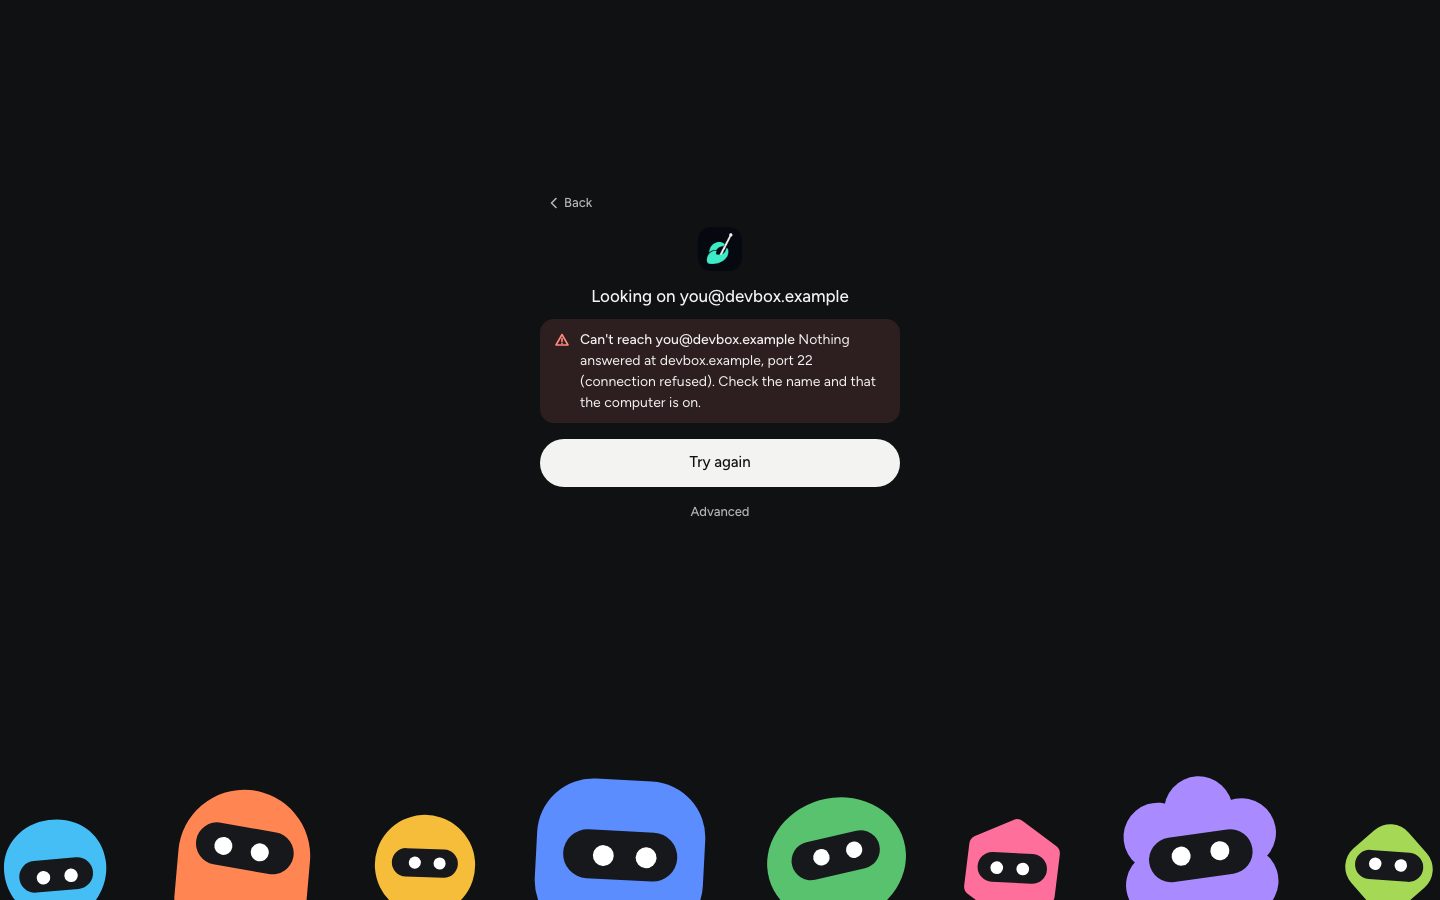 Back
Looking on you@devbox.example
Can't reach you@devbox.example Nothing
answered at devbox.example, port 22
(connection refused). Check the name and that
the computer is on.
Try again
Advanced